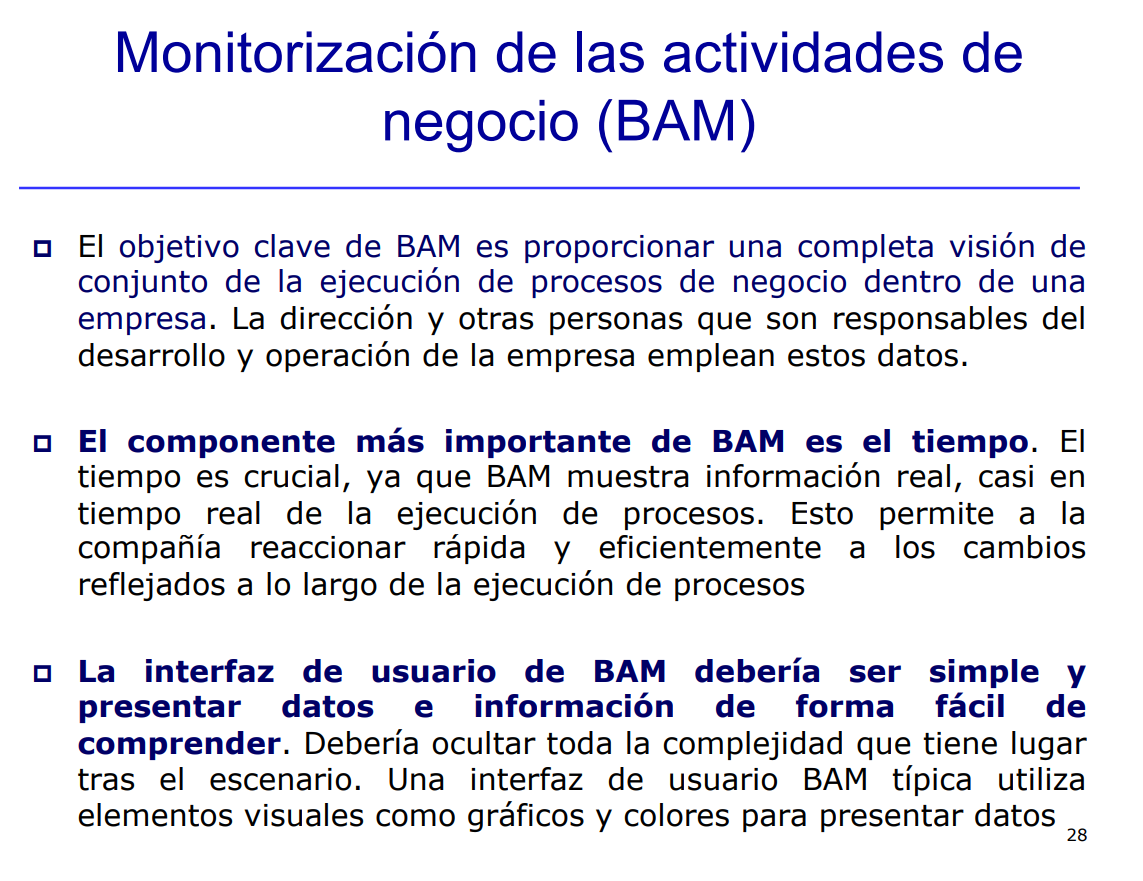 Monitorización de las actividades de
negocio (BAM)
El objetivo clave de BAM es proporcionar una completa visión de
conjunto de la ejecución de procesos de negocio dentro de una
empresa. La dirección y otras personas que son responsables del
desarrollo y operación de la empresa emplean estos datos.
El componente más importante de BAM es el tiempo. El
tiempo es crucial, ya que BAM muestra información real, casi en
tiempo real de la ejecución de procesos. Esto permite a la
compañía reaccionar rápida y eficientemente a los cambios
reflejados a lo largo de la ejecución de procesos
La interfaz de usuario de BAM debería ser simple y
presentar datos e información de forma fácil de
comprender. Debería ocultar toda la complejidad que tiene lugar
tras el escenario. Una interfaz de usuario BAM típica utiliza
elementos visuales como gráficos y colores para presentar datos
28